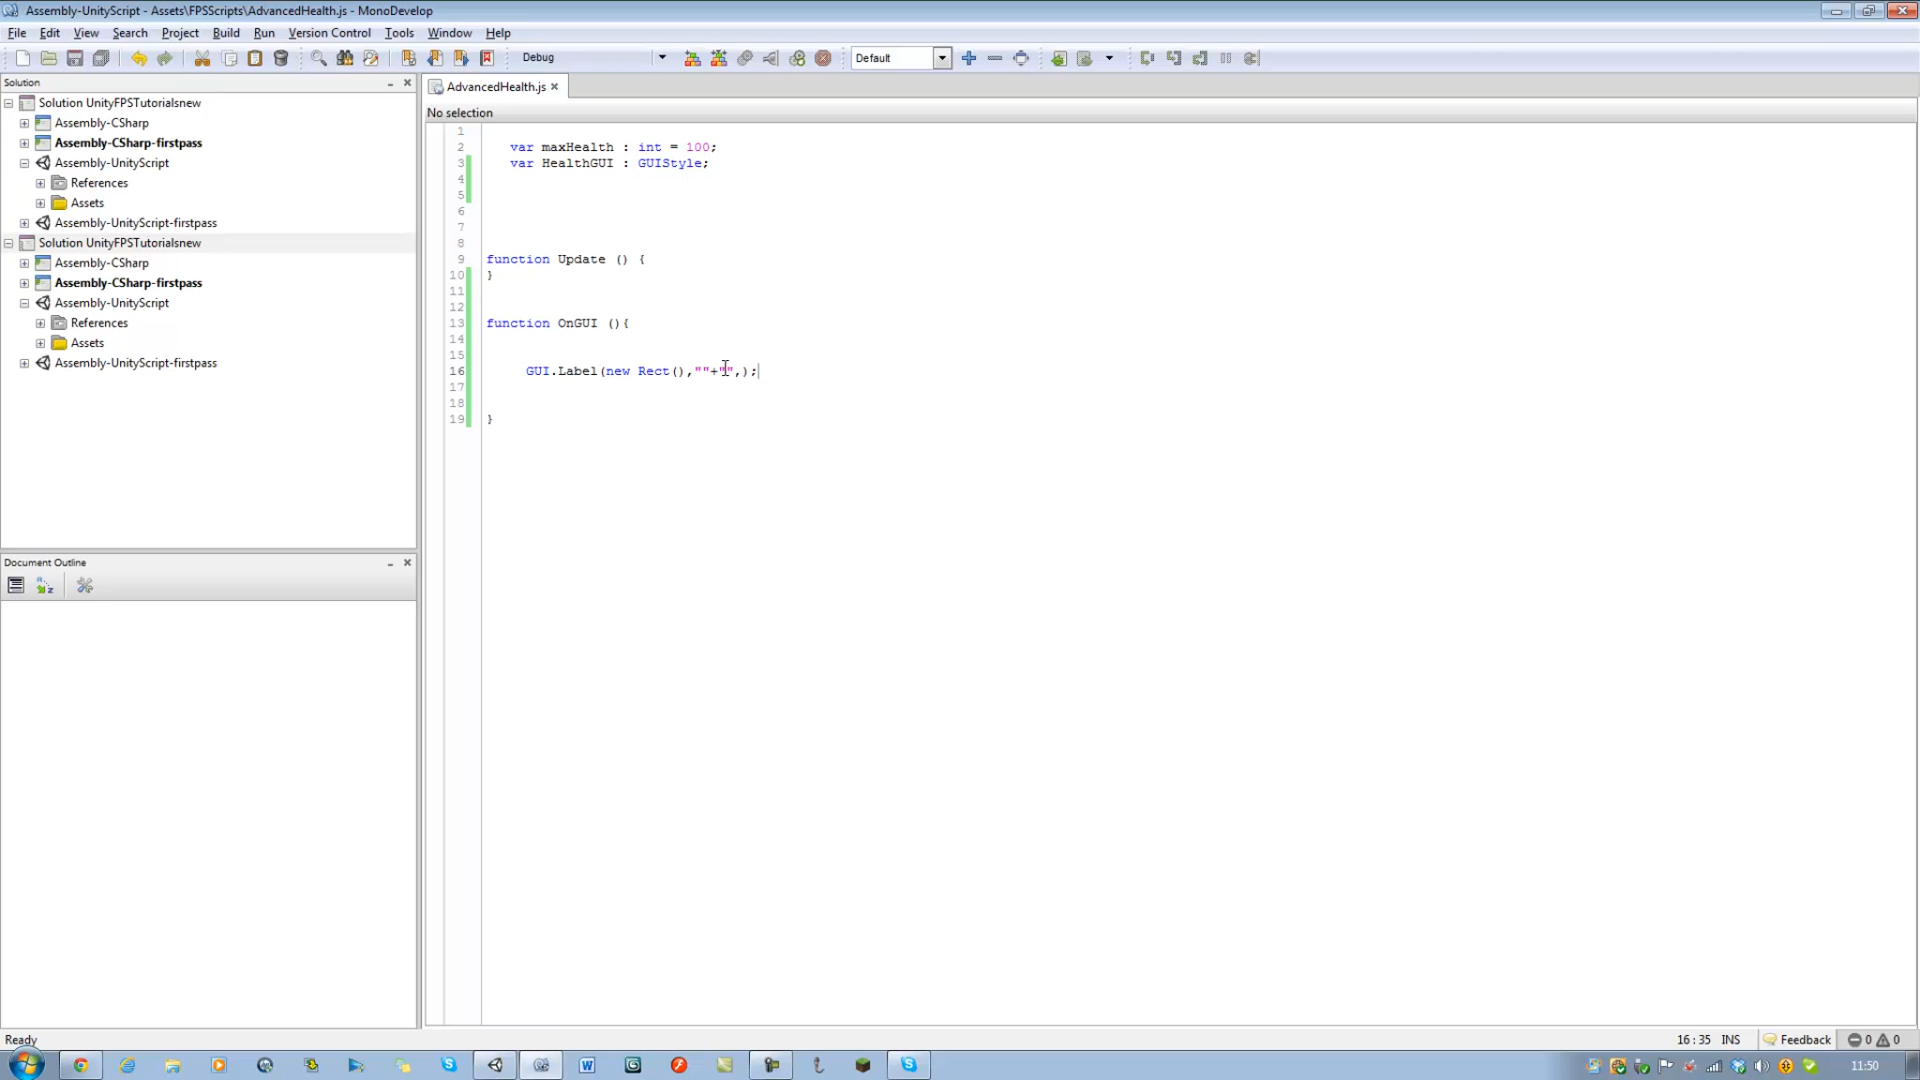 Assembly-UnityScript - Assets\FPSScripts\AdvancedHealth.js - MonoDevelop
File Edit View Search Project Build Run Version Control Tools Window Help
Debug Default
Solution
Solution UnityFPSTutorialsnew
Assembly-CSharp
Assembly-CSharp-firstpass
Assembly-UnityScript
References
Assets
Assembly-UnityScript-firstpass
Solution UnityFPSTutorialsnew
Assembly-CSharp
Assembly-CSharp-firstpass
Assembly-UnityScript
References
Assets
Assembly-UnityScript-firstpass
Document Outline
AdvancedHealth.js
No selection
1
2 var maxHealth : int = 100;
3 var HealthGUI : GUIStyle;
4
5
6
7
8
9 function Update () {
10 }
11
12
13 function OnGUI (){
14
15
16 GUI.Label(new Rect(),""+"",);
17
18
19 }
Ready
16 : 35 INS Feedback 0 0
11:50